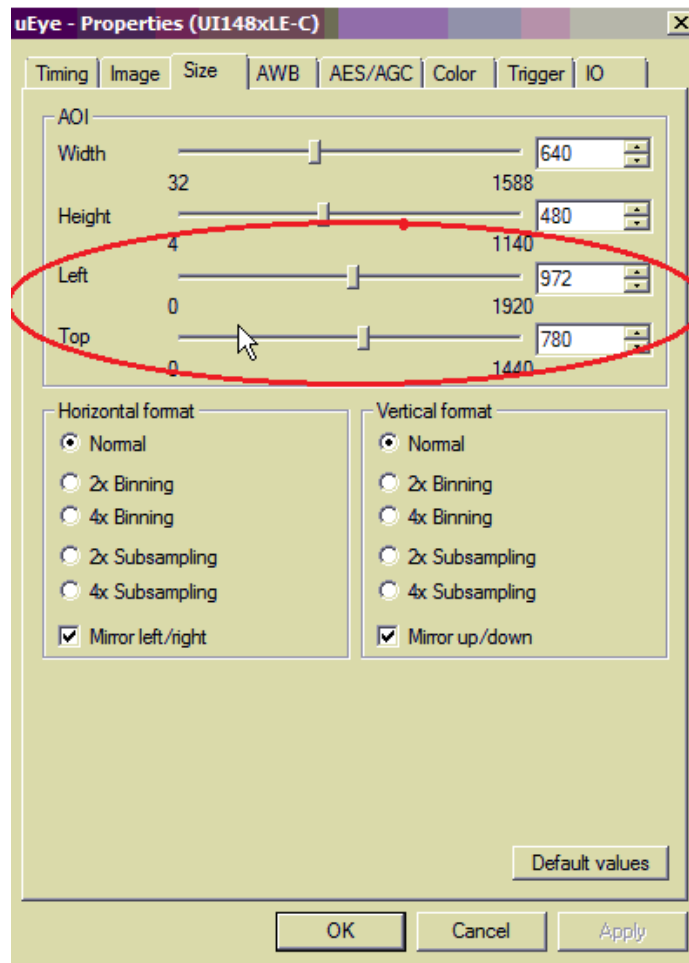 uEye - Properties (UI148xLE-C)
Timing Image Size AWB AES/AGC Color Trigger IO
AOI
Width 640
32 1588
Height 480
4 1140
Left 972
0 1920
Top 780
0 1440
Horizontal format
Normal
2x Binning
4x Binning
2x Subsampling
4x Subsampling
Mirror left/right
Vertical format
Normal
2x Binning
4x Binning
2x Subsampling
4x Subsampling
Mirror up/down
Default values
OK Cancel Apply